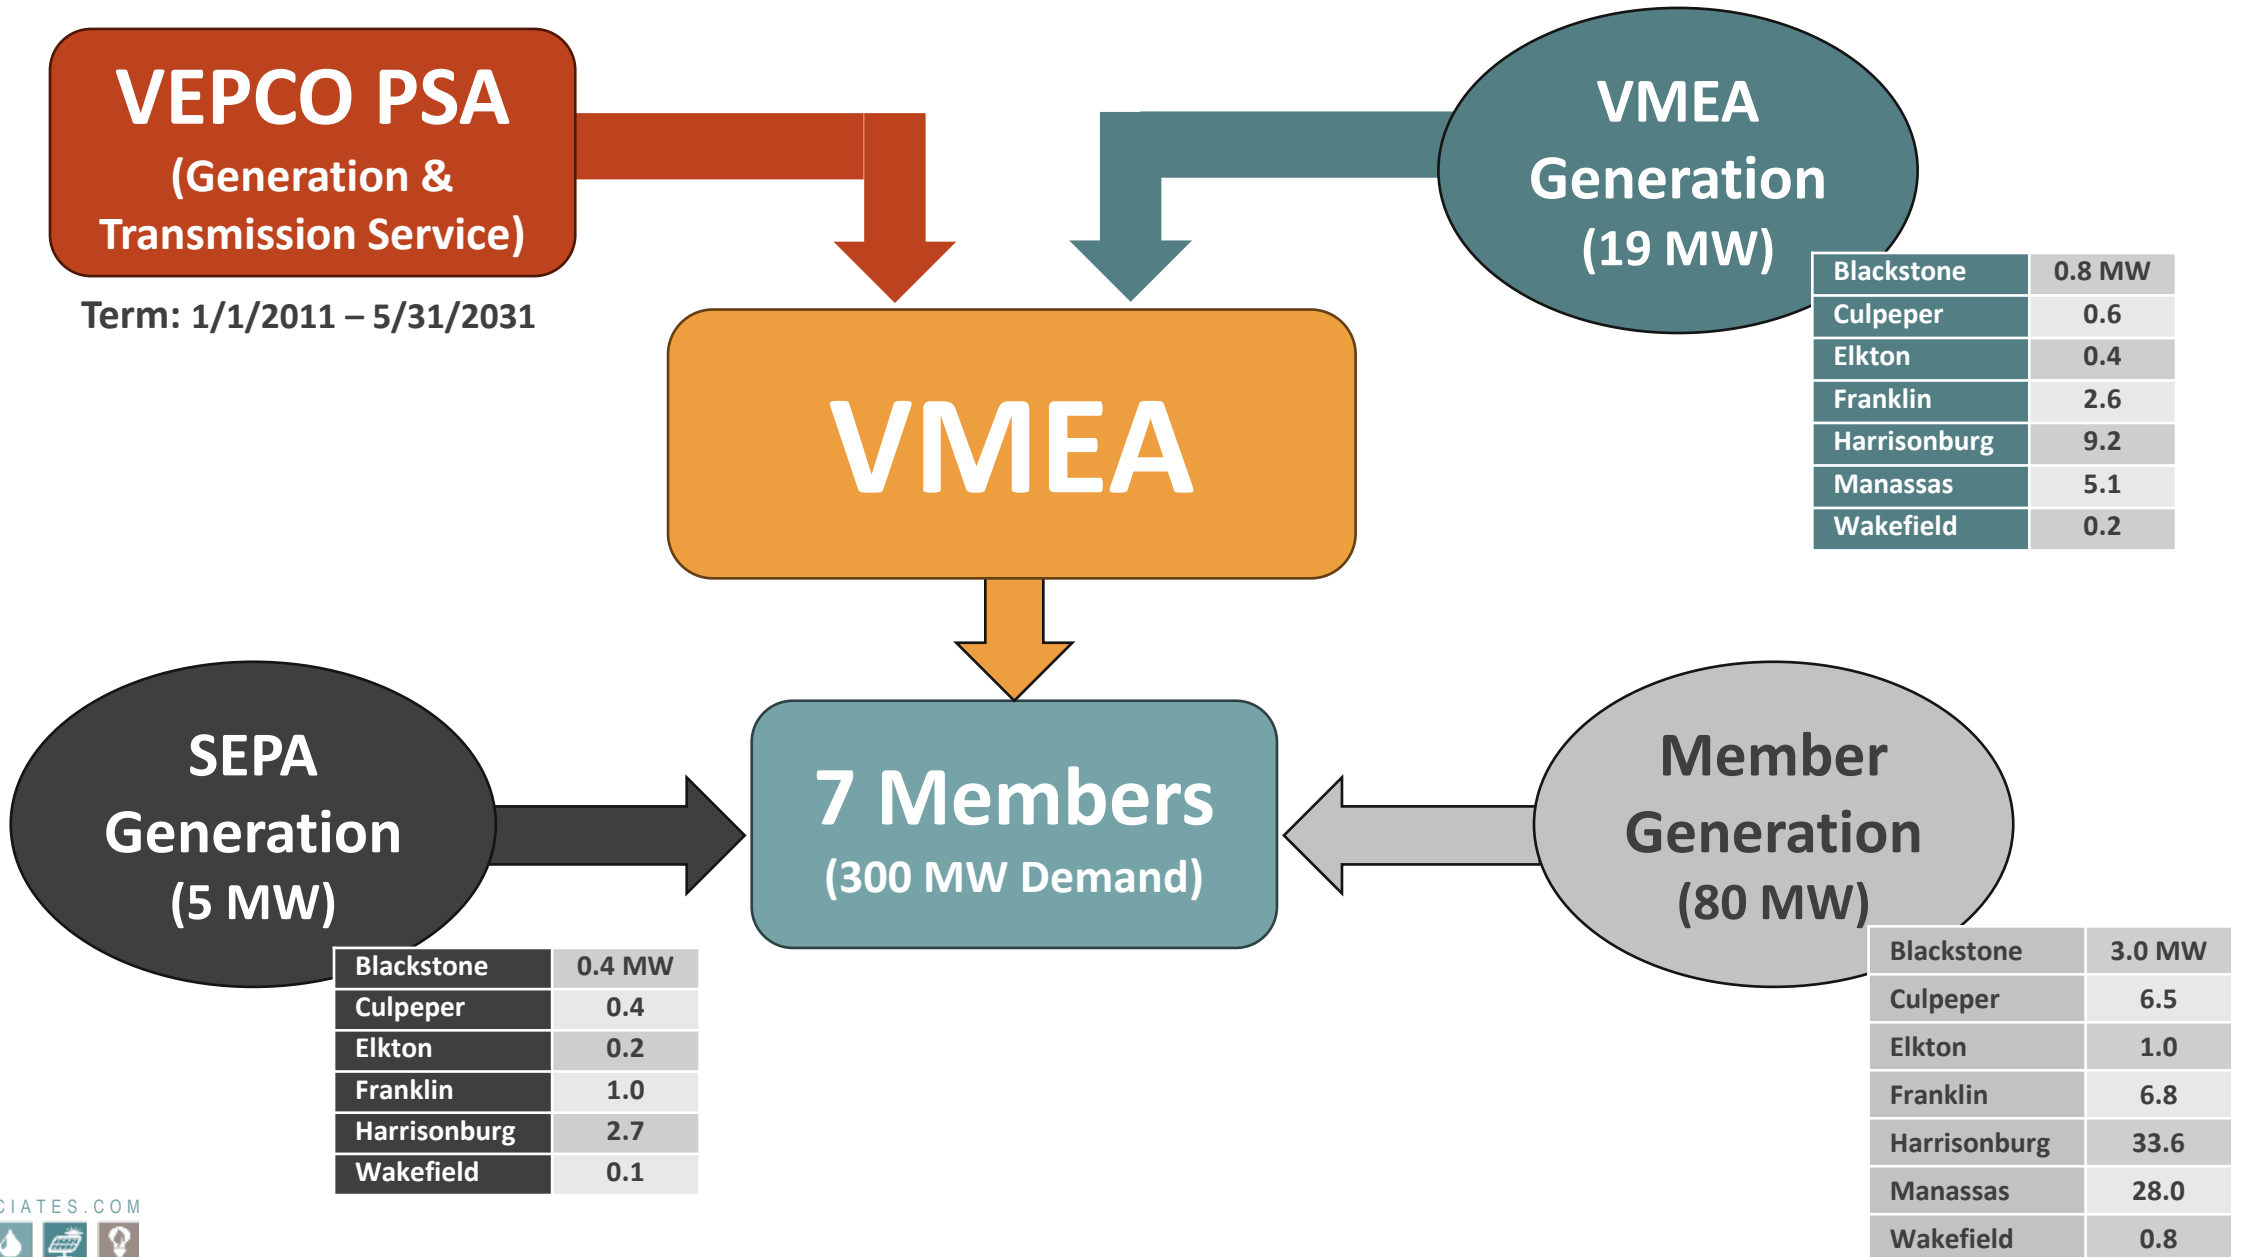 VEPCO PSA
(Generation &
Transmission Service)
Term: 1/1/2011 – 5/31/2031
VMEA
Generation
(19 MW)
Blackstone 0.8 MW
Culpeper 0.6
Elkton 0.4
Franklin 2.6
Harrisonburg 9.2
Manassas 5.1
Wakefield 0.2
VMEA
SEPA
Generation
(5 MW)
Blackstone 0.4 MW
Culpeper 0.4
Elkton 0.2
Franklin 1.0
Harrisonburg 2.7
Wakefield 0.1
7 Members
(300 MW Demand)
Member
Generation
(80 MW)
Blackstone 3.0 MW
Culpeper 6.5
Elkton 1.0
Franklin 6.8
Harrisonburg 33.6
Manassas 28.0
Wakefield 0.8
CIATES.COM